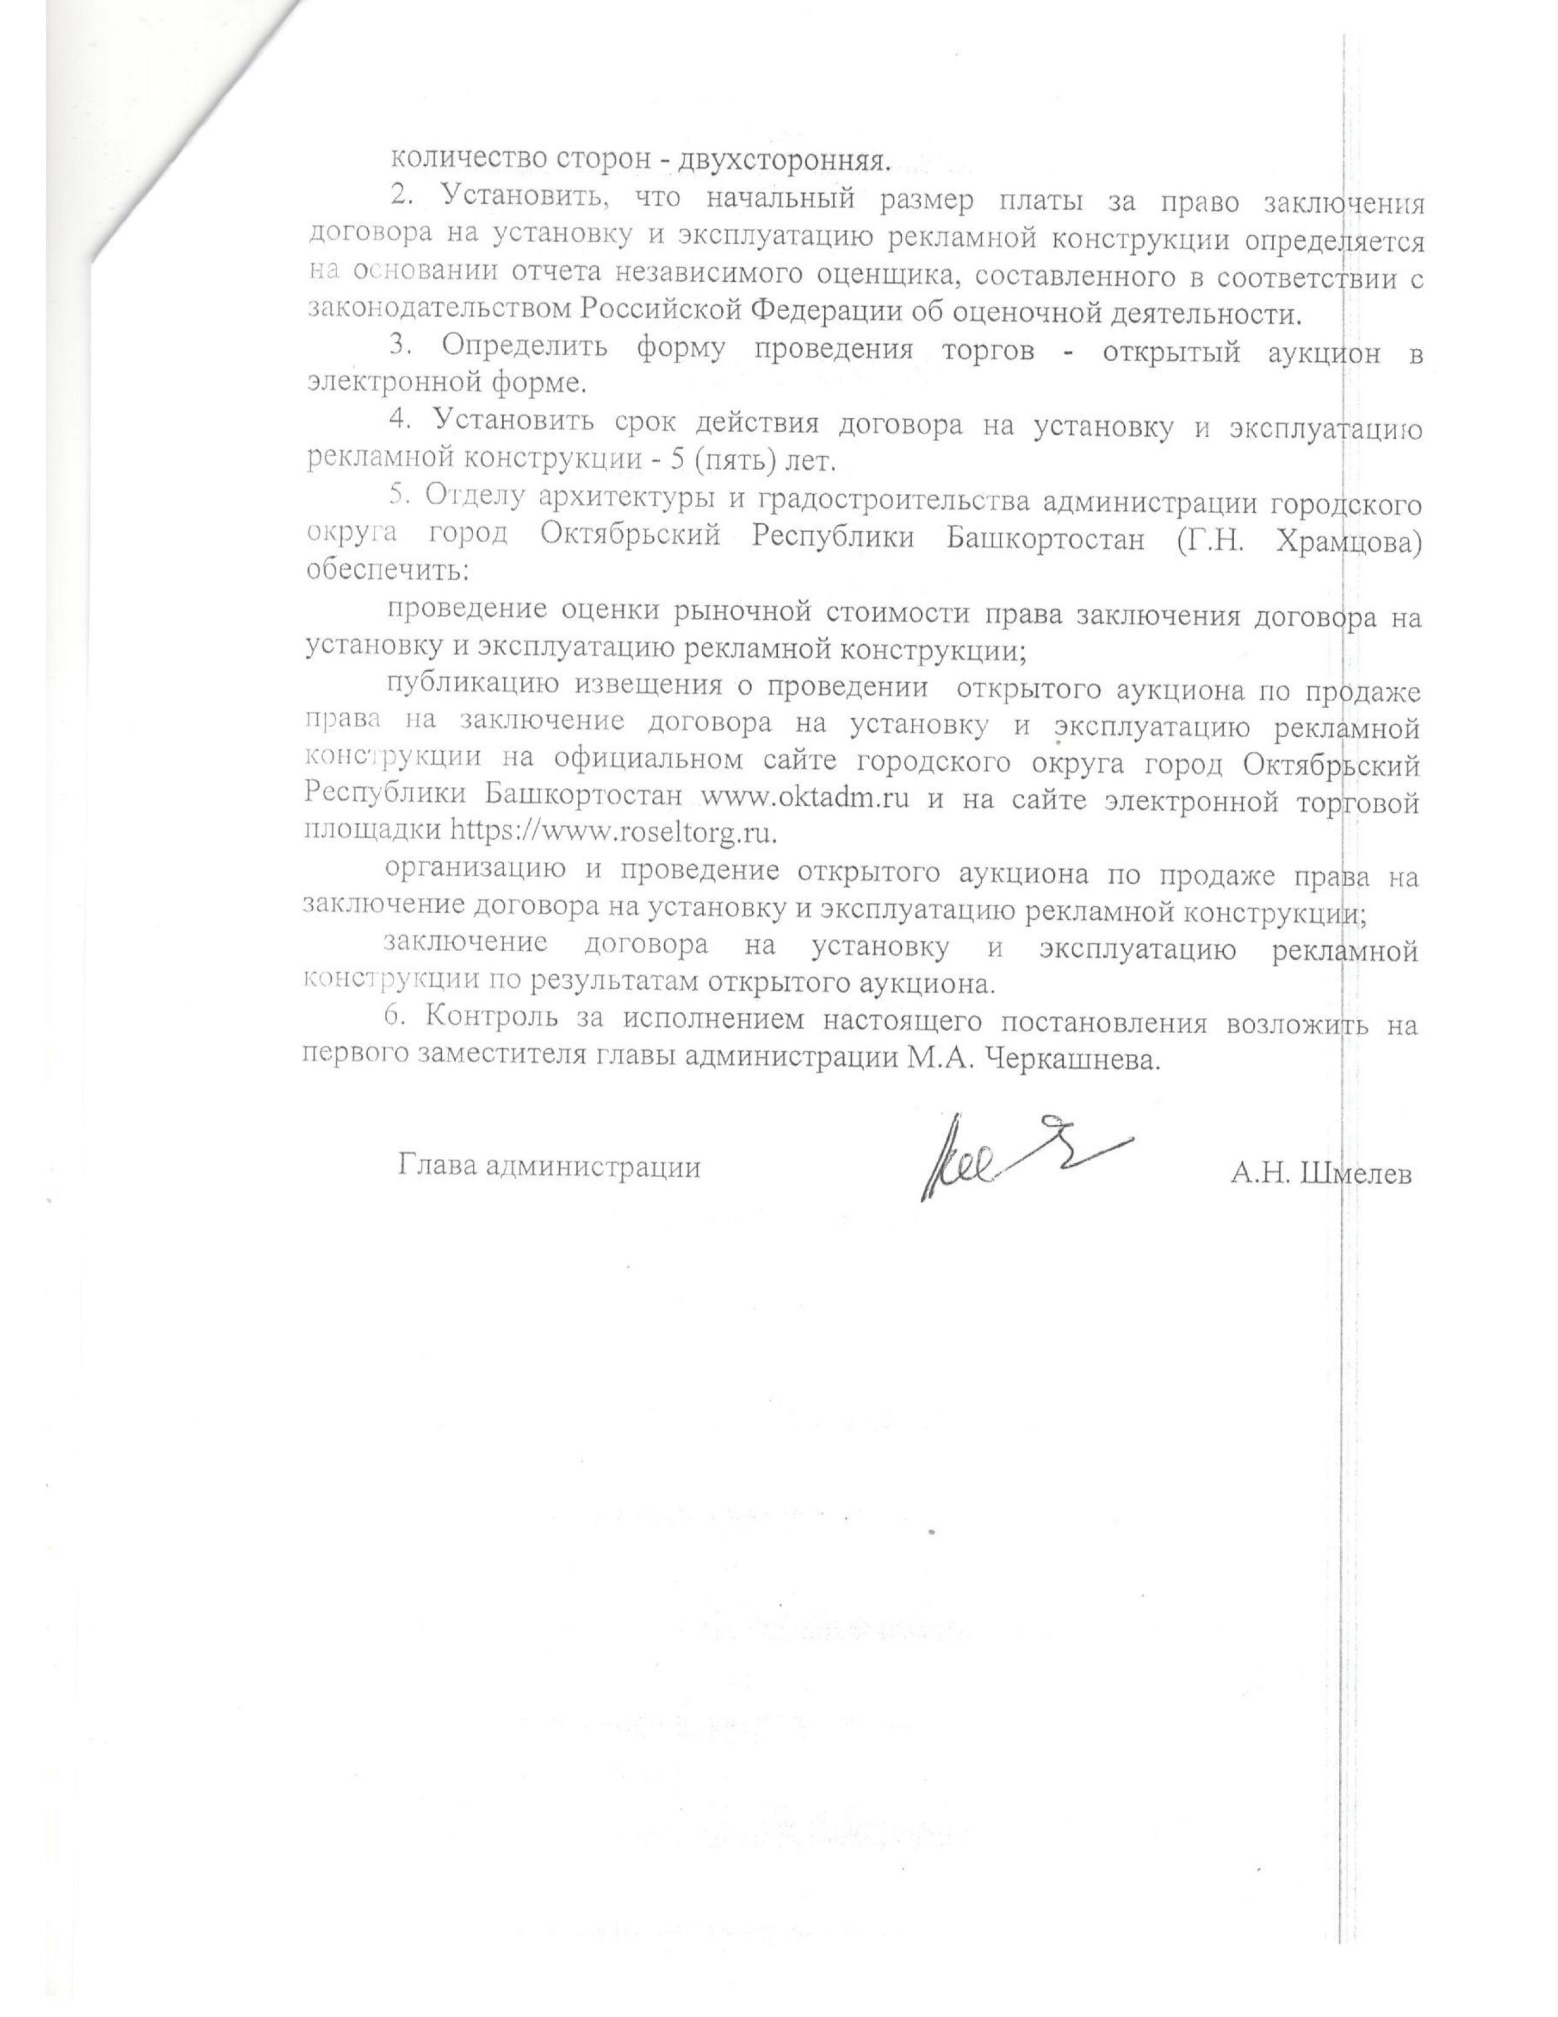 количество сторон - двухсторонняя.
2. Установить, что начальный размер платы за право заключения
договора на установку и эксплуатацию рекламной конструкции определяется
на основании отчета независимого оценщика, составленного в соответствии с
законодательством Российской Федерации об оценочной деятельности.
3. Определить форму проведения торгов - открытый аукцион в
электронной форме.
4. Установить срок действия договора на установку и эксплуатацию
рекламной конструкции - 5 (пять) лет.
5. Отделу архитектуры и градостроительства администрации городского
округа город Октябрьский Республики Башкортостан (Г.Н. Храмцова)
обеспечить:
проведение оценки рыночной стоимости права заключения договора на
установку и эксплуатацию рекламной конструкции;
публикацию извещения о проведении открытого аукциона по продаже
права на заключение договора на установку и эксплуатацию рекламной
конструкции на официальном сайте городского округа город Октябрьский
Республики Башкортостан www.oktadm.ru и на сайте электронной торговой
площадки https://www.roseltorg.ru.
организацию и проведение открытого аукциона по продаже права на
заключение договора на установку и эксплуатацию рекламной конструкции;
заключение договора на установку и эксплуатацию рекламной
конструкции по результатам открытого аукциона.
6. Контроль за исполнением настоящего постановления возложить на
первого заместителя главы администрации М.А. Черкашнева.
Глава администрации А.Н. Шмелев